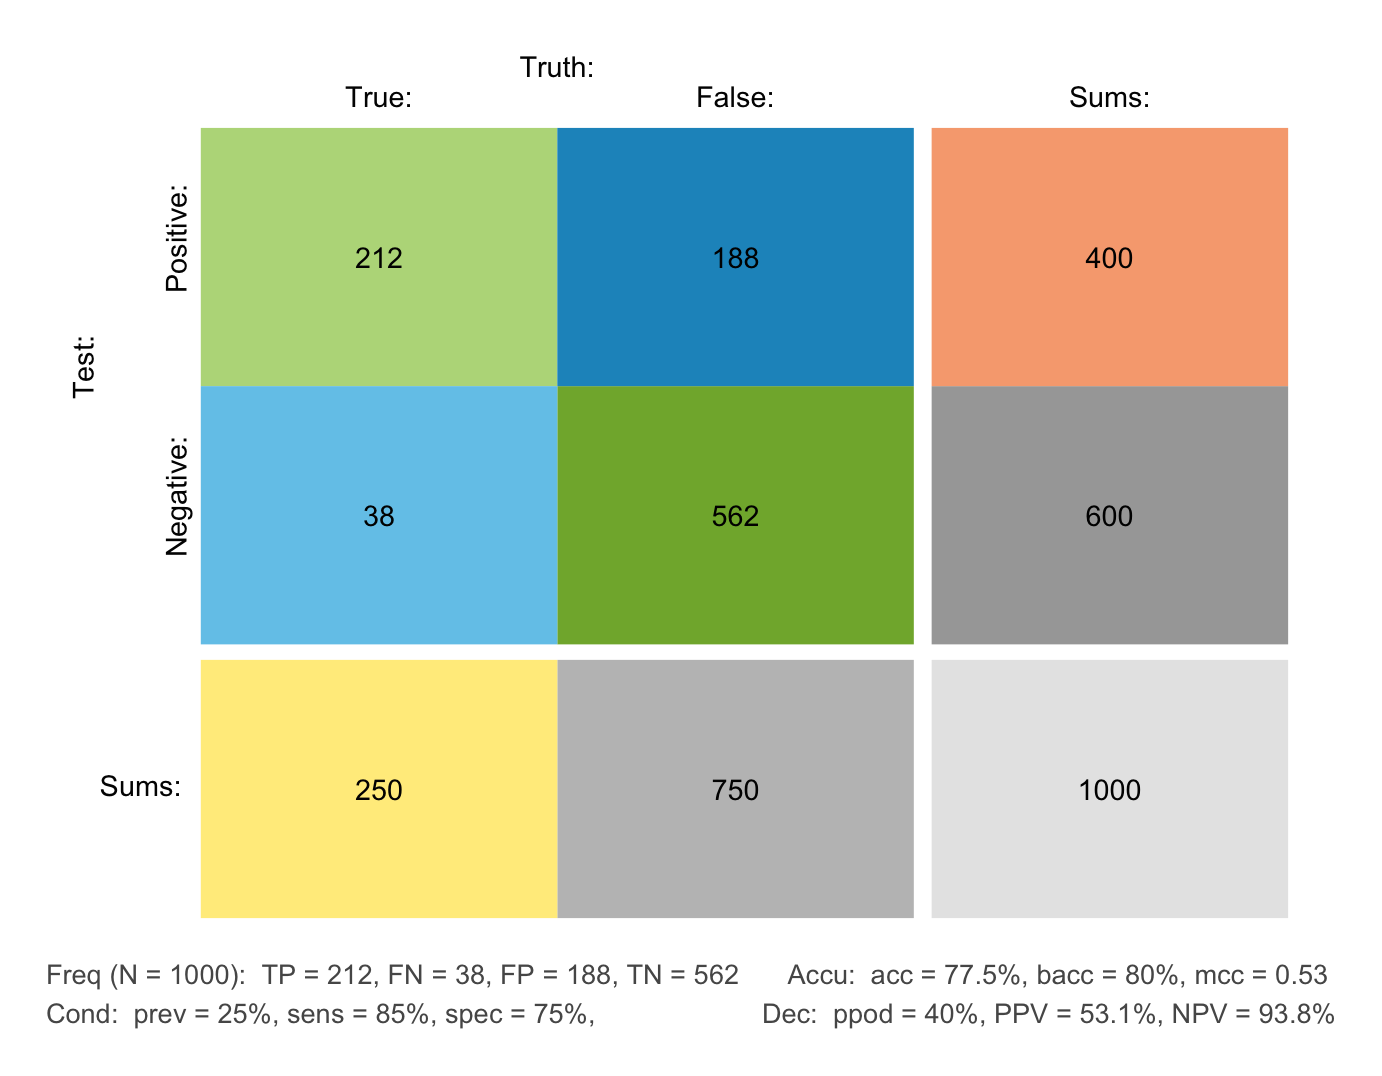 Truth:
True: False: Sums:
Positive: 212 188 400
Test:
Negative: 38 562 600
Sums: 250 750 1000
Freq (N = 1000): TP = 212, FN = 38, FP = 188, TN = 562 Accu: acc = 77.5%, bacc = 80%, mcc = 0.53
Cond: prev = 25%, sens = 85%, spec = 75%, Dec: ppod = 40%, PPV = 53.1%, NPV = 93.8%